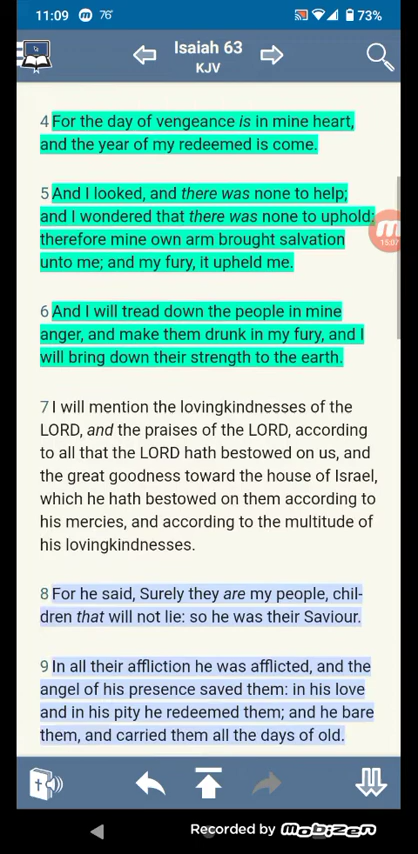 11:09 m 76° 73%
Isaiah 63
KJV
4 For the day of vengeance is in mine heart,
and the year of my redeemed is come.
5 And I looked, and there was none to help;
and I wondered that there was none to uphold:
therefore mine own arm brought salvation
unto me; and my fury, it upheld me.
m
15:07
6 And I will tread down the people in mine
anger, and make them drunk in my fury, and I
will bring down their strength to the earth.
7 I will mention the lovingkindnesses of the
LORD, and the praises of the LORD, according
to all that the LORD hath bestowed on us, and
the great goodness toward the house of Israel,
which he hath bestowed on them according to
his mercies, and according to the multitude of
his lovingkindnesses.
8 For he said, Surely they are my people, chil-
dren that will not lie: so he was their Saviour.
9 In all their affliction he was afflicted, and the
angel of his presence saved them: in his love
and in his pity he redeemed them; and he bare
them, and carried them all the days of old.
Recorded by mobizen